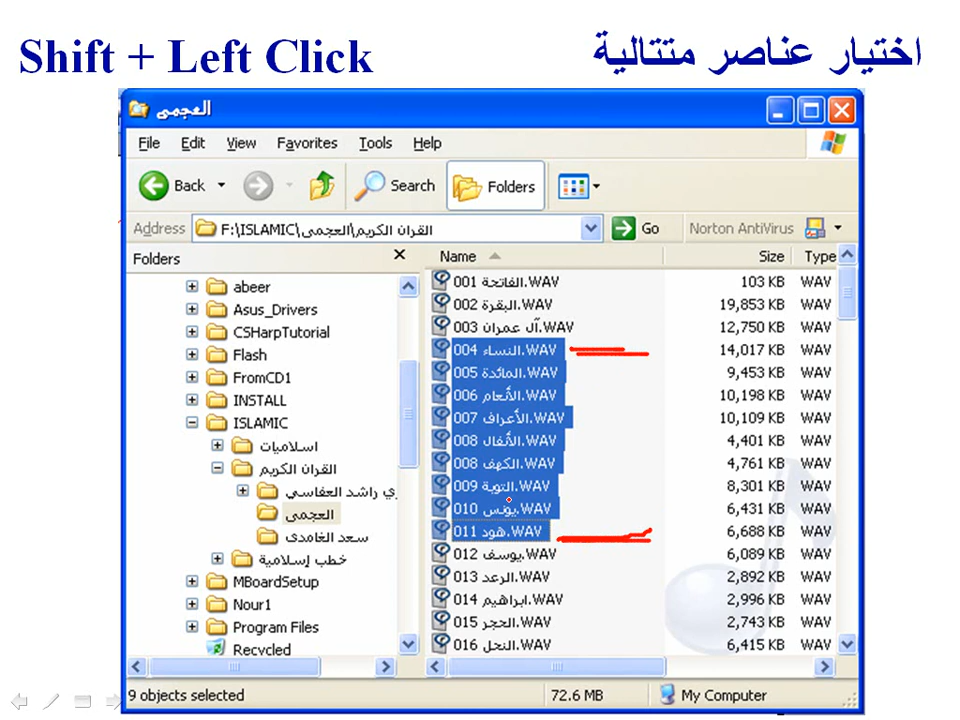 Shift + Left Click
اختيار عناصر متتالية
العجمى
File Edit View Favorites Tools Help
Back Search Folders
Address F:\ISLAMIC\القران الكريم\العجمى Go Norton AntiVirus
Folders
abeer
Asus_Drivers
CSHarpTutorial
Flash
FromCD1
INSTALL
ISLAMIC
اسلاميات
القران الكريم
ري راشد العفاسي
العجمى
سعد الغامدى
خطب إسلامية
MBoardSetup
Nour1
Program Files
Recycled
Name Size Type
001 الفاتحة.WAV 103 KB WAV
002 البقرة.WAV 19,853 KB WAV
003 آل عمران.WAV 12,750 KB WAV
004 النساء.WAV 14,017 KB WAV
005 المائدة.WAV 9,453 KB WAV
006 الأنعام.WAV 10,198 KB WAV
007 الأعراف.WAV 10,109 KB WAV
008 الأنفال.WAV 4,401 KB WAV
008 الكهف.WAV 4,761 KB WAV
009 التوبة.WAV 8,301 KB WAV
010 يونس.WAV 6,431 KB WAV
011 هود.WAV 6,688 KB WAV
012 يوسف.WAV 6,089 KB WAV
013 الرعد.WAV 2,892 KB WAV
014 ابراهيم.WAV 2,996 KB WAV
015 الحجر.WAV 2,743 KB WAV
016 النحل.WAV 6,415 KB WAV
9 objects selected 72.6 MB My Computer